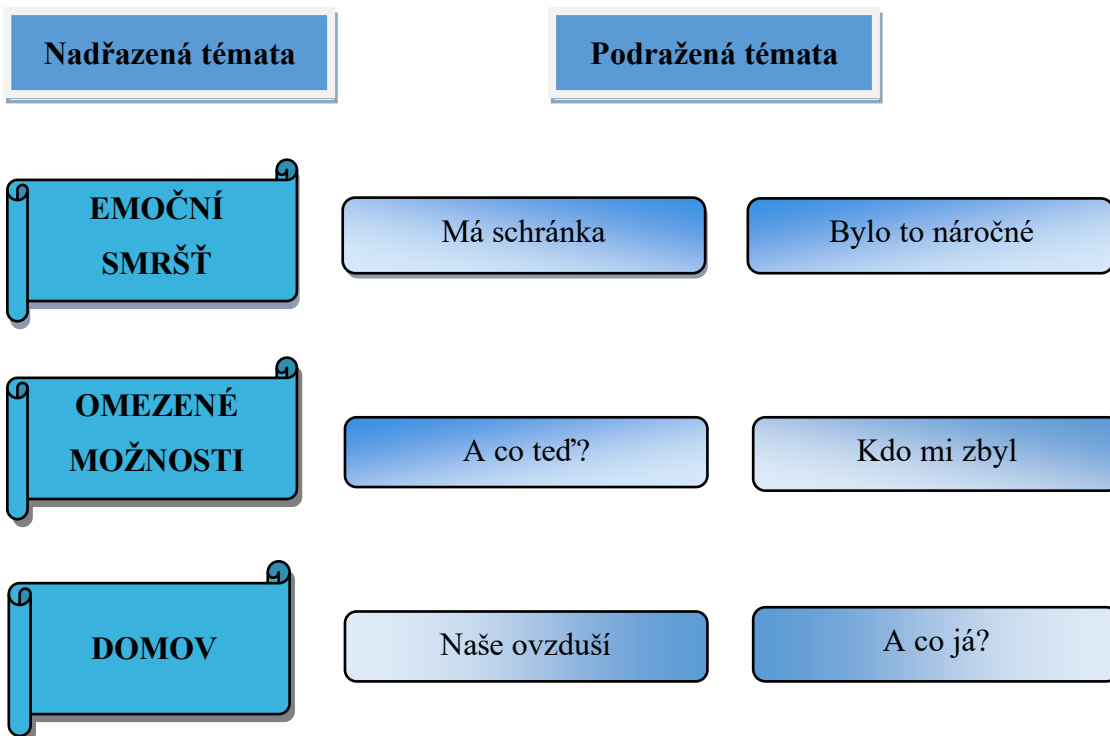 Nadřazená témata
Podražená témata
EMOČNÍ
SMRŠŤ
Má schránka
Bylo to náročné
OMEZENÉ
MOŽNOSTI
A co teď?
Kdo mi zbyl
DOMOV
Naše ovzduší
A co já?